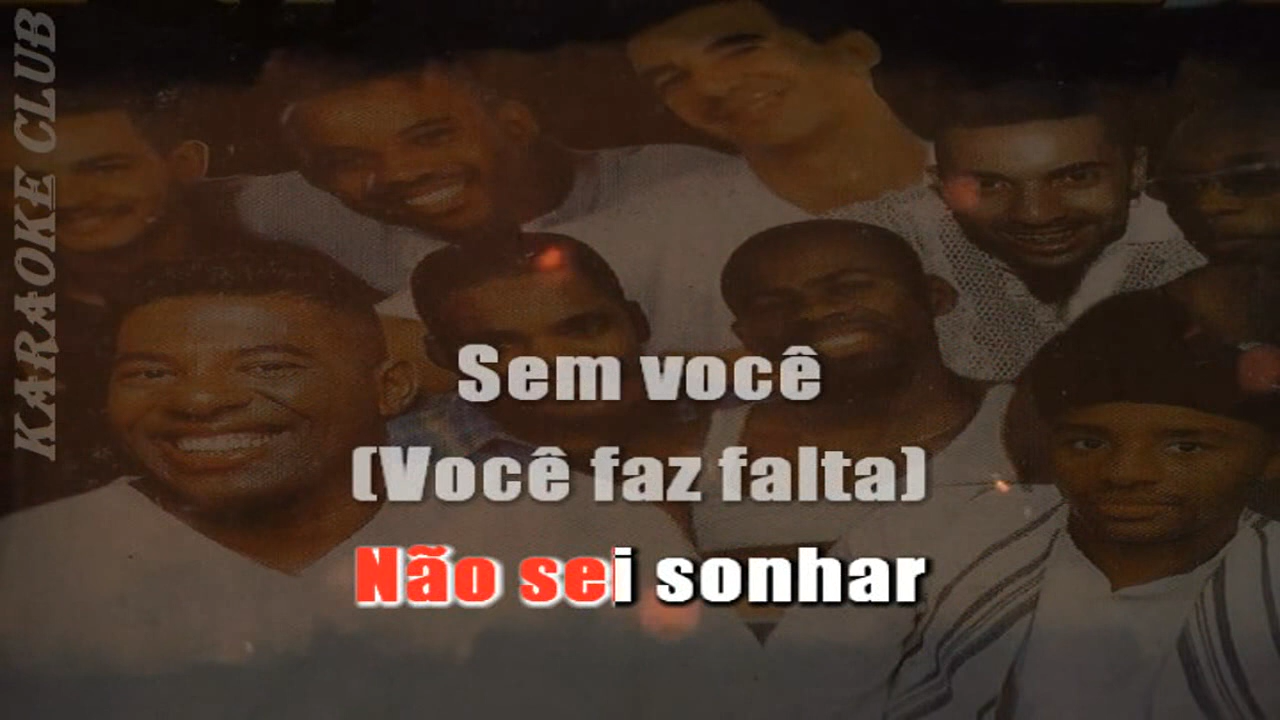 KARAOKE CLUB
Sem você
(Você faz falta)
Não sei sonhar